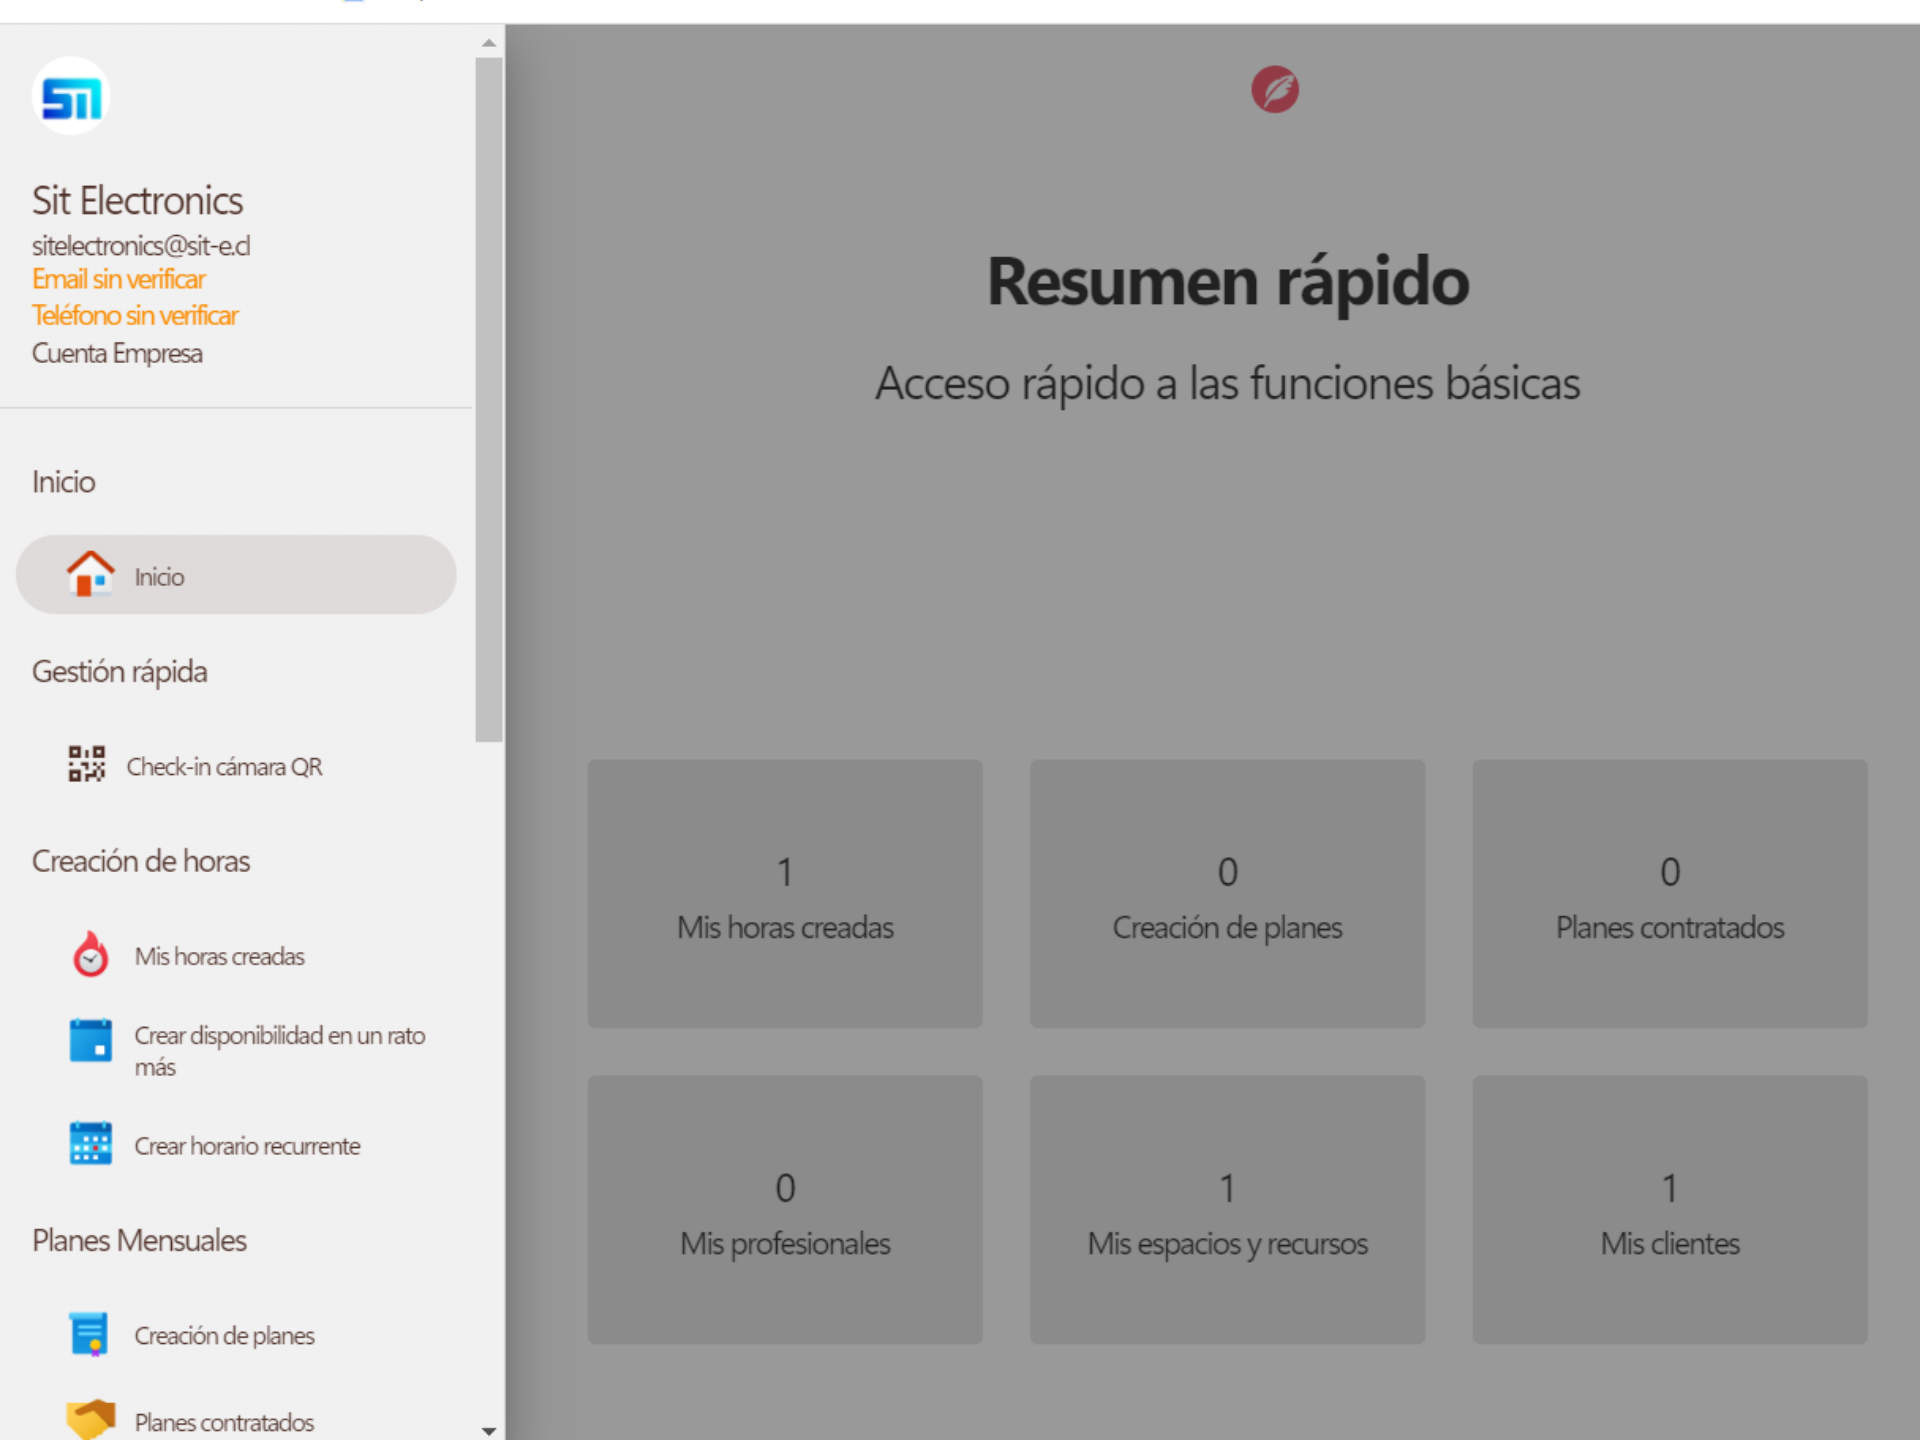 Sit Electronics
sitelectronics@sit-e.cl
Email sin verificar
Teléfono sin verificar
Cuenta Empresa
Inicio
Inicio
Gestión rápida
Check-in cámara QR
Creación de horas
Mis horas creadas
Crear disponibilidad en un rato
más
Crear horario recurrente
Planes Mensuales
Creación de planes
Planes contratados
Resumen rápido
Acceso rápido a las funciones básicas
1
Mis horas creadas
0
Creación de planes
0
Planes contratados
0
Mis profesionales
1
Mis espacios y recursos
1
Mis clientes